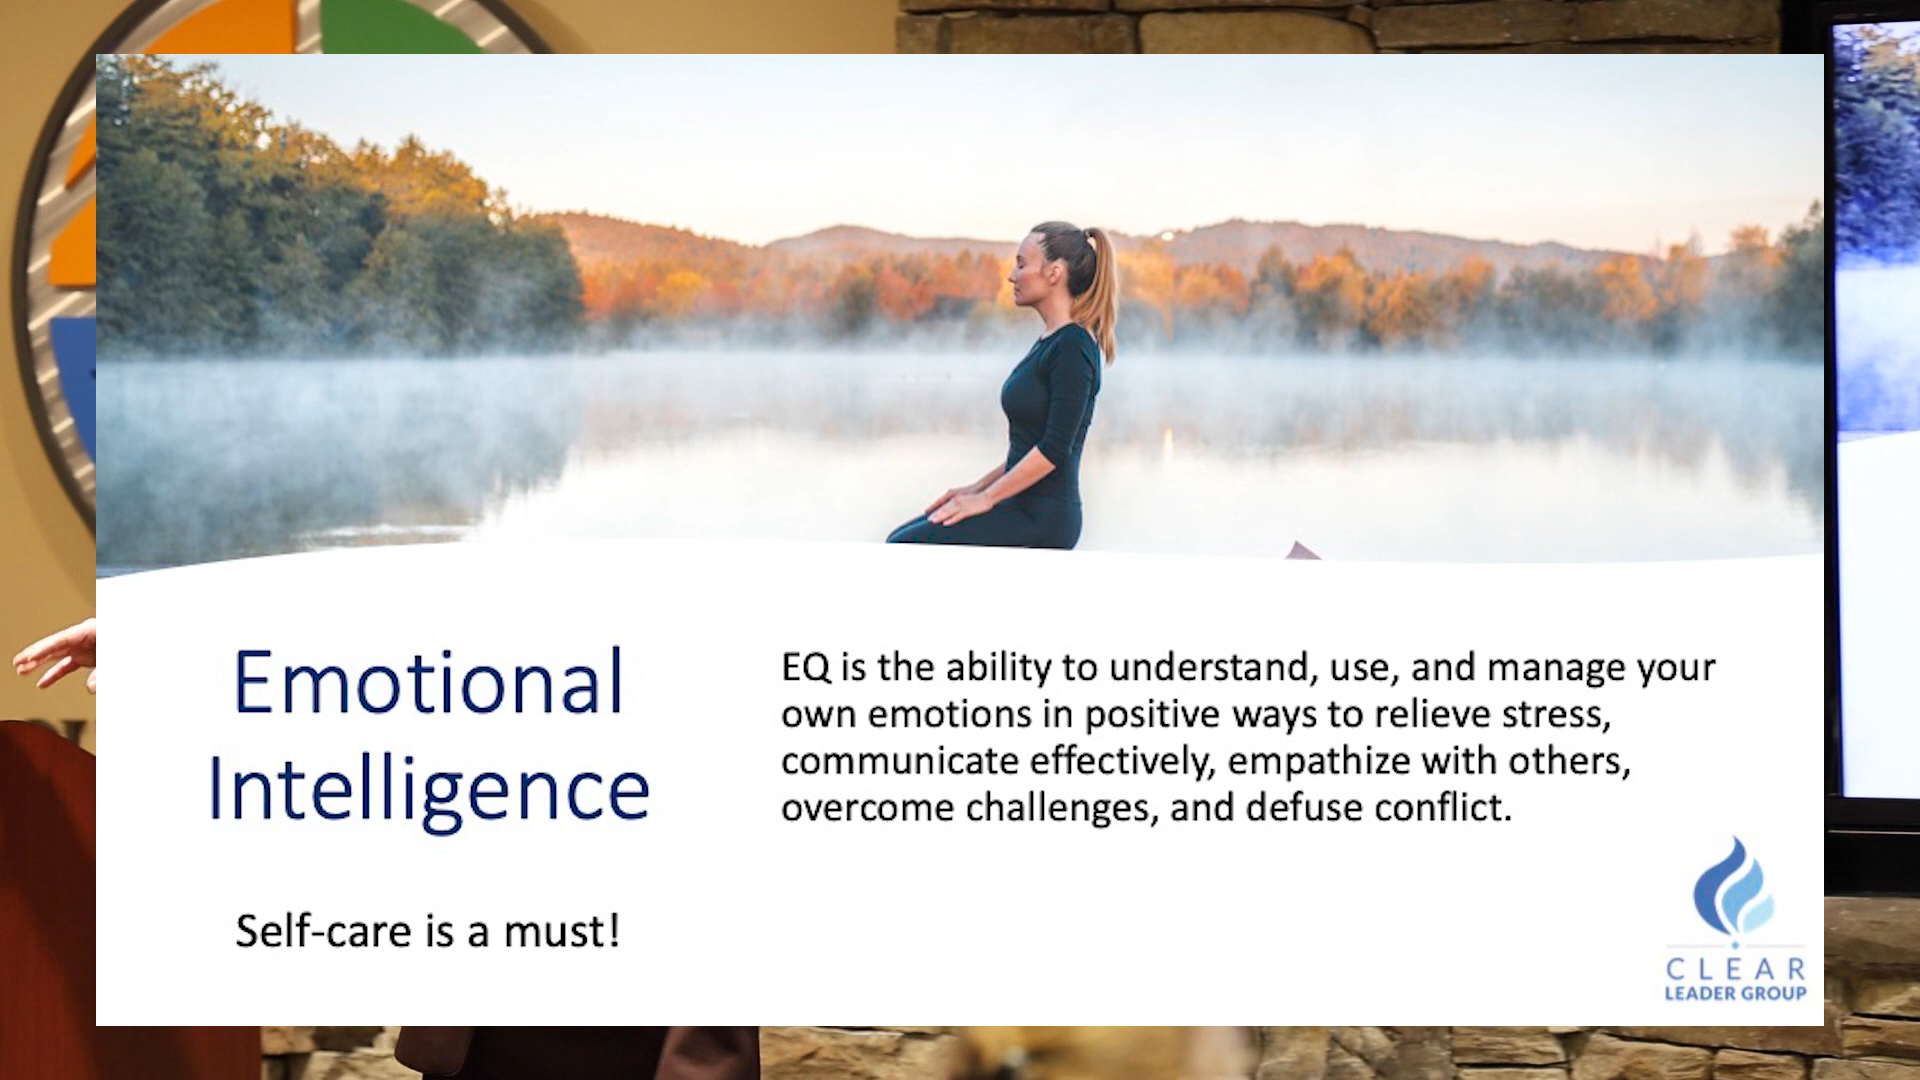 Emotional
Intelligence
Self-care is a must!
EQ is the ability to understand, use, and manage your
own emotions in positive ways to relieve stress,
communicate effectively, empathize with others,
overcome challenges, and defuse conflict.
CLEAR
LEADER GROUP